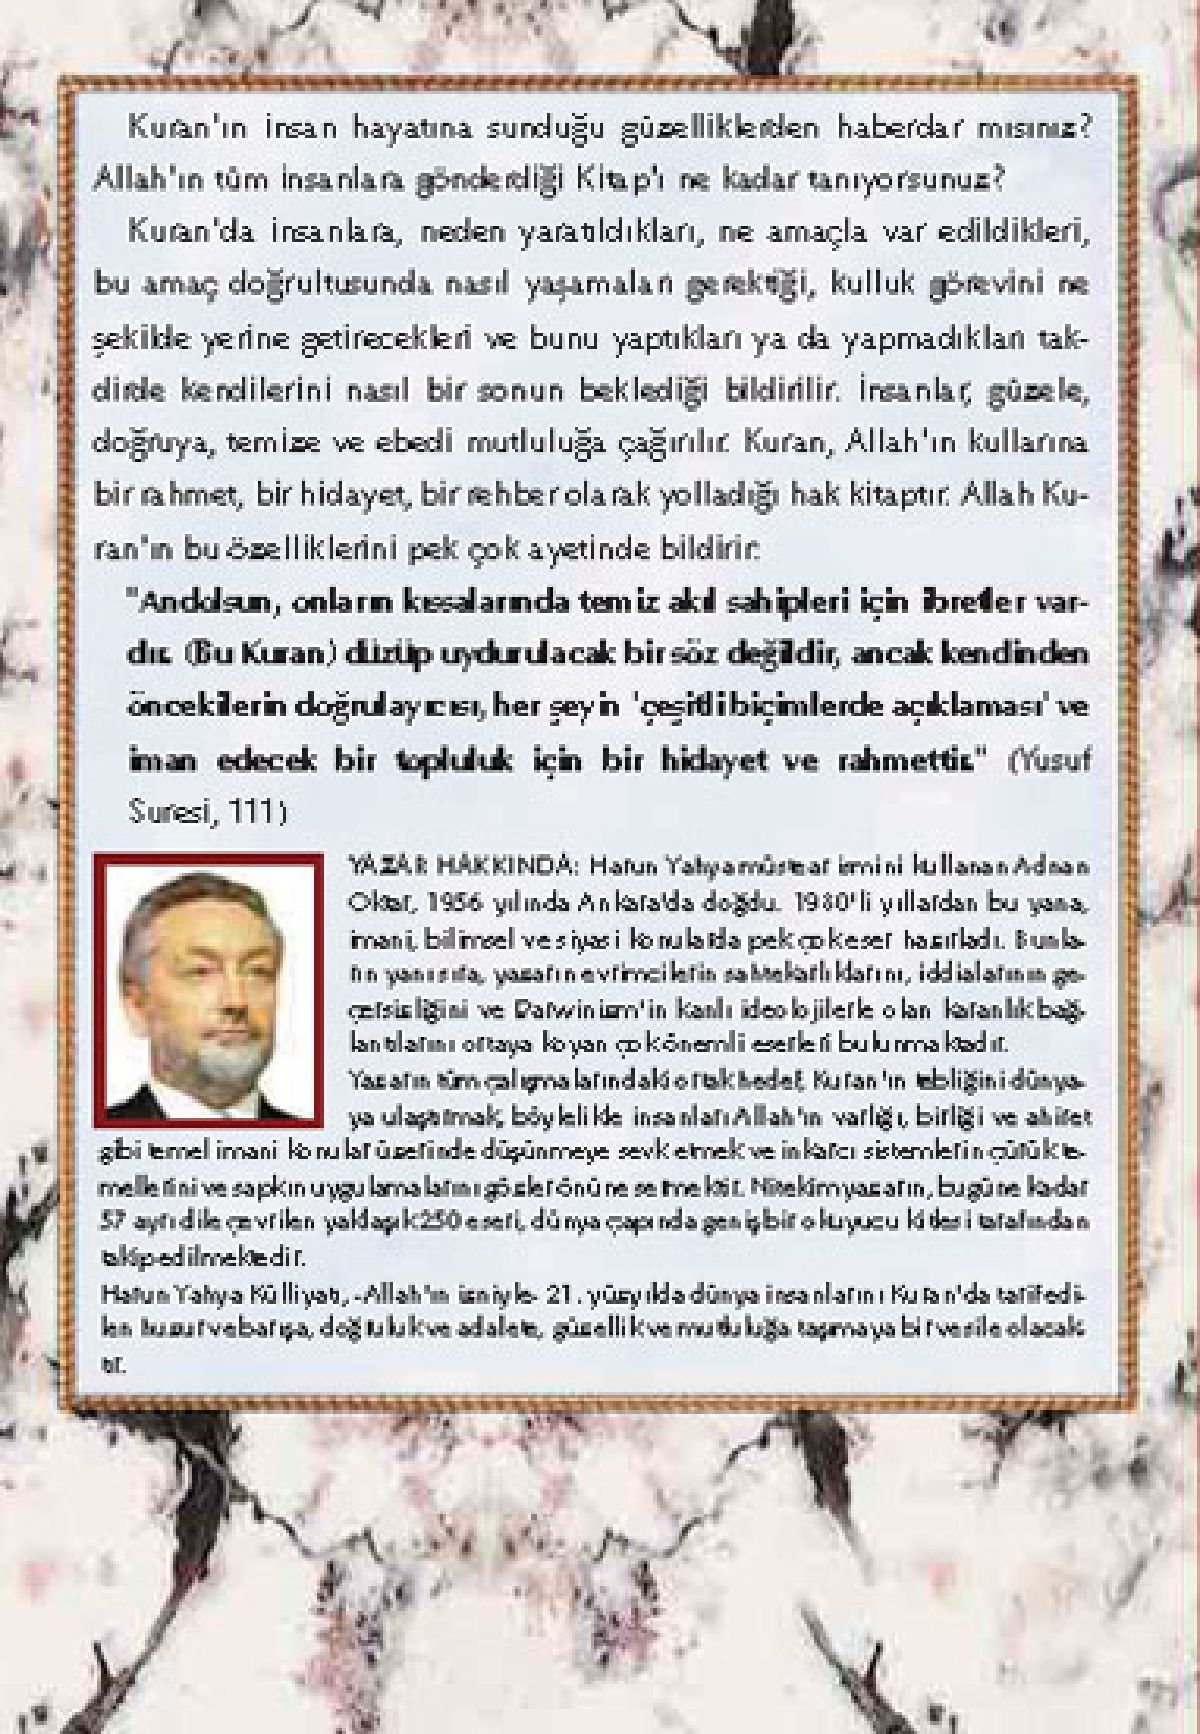 Kuran'ın insan hayatına sunduğu güzelliklerden haberdar mısınız?
Allah'ın tüm insanlara gönderdiği Kitap'ı ne kadar tanıyorsunuz?
Kuran'da insanlara, neden yaratıldıkları, ne amaçla var edildikleri,
bu amaç doğrultusunda nasıl yaşamaları gerektiği, kulluk görevini ne
şekilde yerine getirecekleri ve bunu yaptıkları ya da yapmadıkları tak-
dirde kendilerini nasıl bir sonun beklediği bildirilir. İnsanlar, güzele,
doğruya, temize ve ebedi mutluluğa çağırılır. Kuran, Allah'ın kullarına
bir rahmet, bir hidayet, bir rehber olarak yolladığı hak kitaptır. Allah Ku-
ran'ın bu özelliklerini pek çok ayetinde bildirir:
"Andolsun, onların kıssalarında temiz akıl sahipleri için ibretler var-
dır. (Bu Kuran) düzüp uydurulacak bir söz değildir, ancak kendinden
öncekilerin doğrulayıcısı, her şeyin 'çeşitli biçimlerde açıklaması' ve
iman edecek bir topluluk için bir hidayet ve rahmettir." (Yusuf
Suresi, 111)
YAZAR HAKKINDA: Harun Yahya müstear ismini kullanan Adnan
Oktar, 1956 yılında Ankara'da doğdu. 1980'li yıllardan bu yana,
imani, bilimsel ve siyasi konularda pek çok eser hazırladı. Bunla-
rın yanı sıra, yazarın evrimcilerin sahtekarlıklarını, iddialarının ge-
çersizliğini ve Darwinizm'in kanlı ideolojilerle olan karanlık bağ-
lantılarını ortaya koyan çok önemli eserleri bulunmaktadır.
Yazarın tüm çalışmalarındaki ortak hedef, Kuran'ın tebliğini dünya-
ya ulaştırmak, böylelikle insanları Allah'ın varlığı, birliği ve ahiret
gibi temel imani konular üzerinde düşünmeye sevk etmek ve inkarcı sistemlerin çürük te-
mellerini ve sapkın uygulamalarını gözler önüne sermektir. Nitekim yazarın, bugüne kadar
57 ayrı dile çevrilen yaklaşık 250 eseri, dünya çapında geniş bir okuyucu kitlesi tarafından
takip edilmektedir.
Harun Yahya Külliyatı, -Allah'ın izniyle- 21. yüzyılda dünya insanlarını Kuran'da tarif edi-
len huzur ve barışa, doğruluk ve adalete, güzellik ve mutluluğa taşımaya bir vesile olacak-
tır.